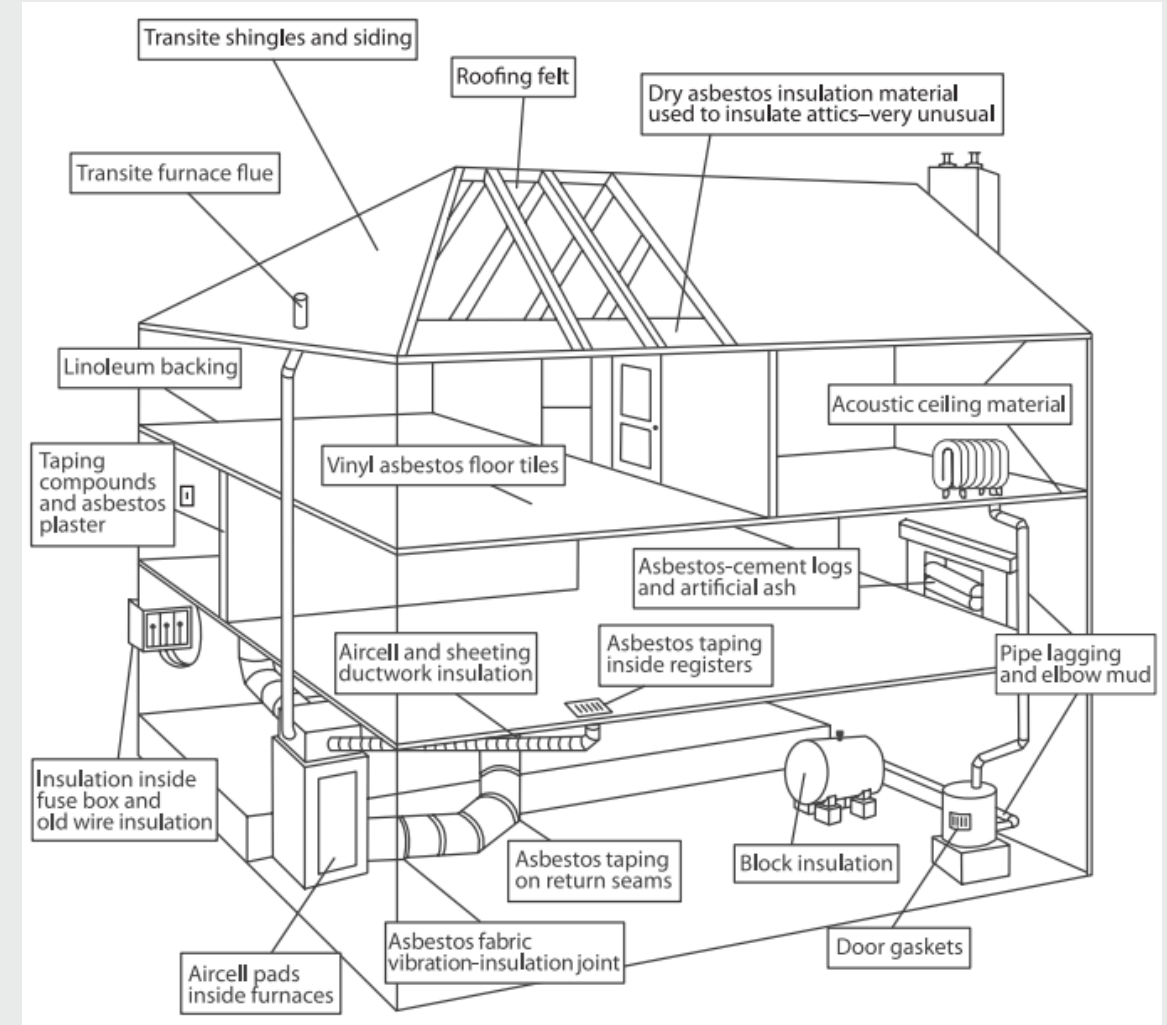 Transite shingles and siding
Roofing felt
Dry asbestos insulation material
used to insulate attics–very unusual
Transite furnace flue
Linoleum backing
Acoustic ceiling material
Taping
compounds
and asbestos
plaster
Vinyl asbestos floor tiles
Asbestos-cement logs
and artificial ash
Aircell and sheeting
ductwork insulation
Asbestos taping
inside registers
Pipe lagging
and elbow mud
Insulation inside
fuse box and
old wire insulation
Asbestos taping
on return seams
Block insulation
Asbestos fabric
vibration-insulation joint
Door gaskets
Aircell pads
inside furnaces